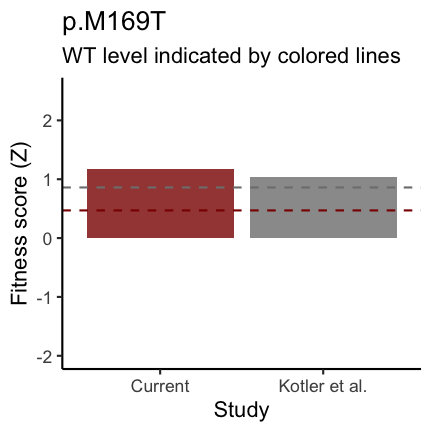 p.M169T
WT level indicated by colored lines
Fitness score (Z)
2
1
0
-1
-2
Current
Kotler et al.
Study